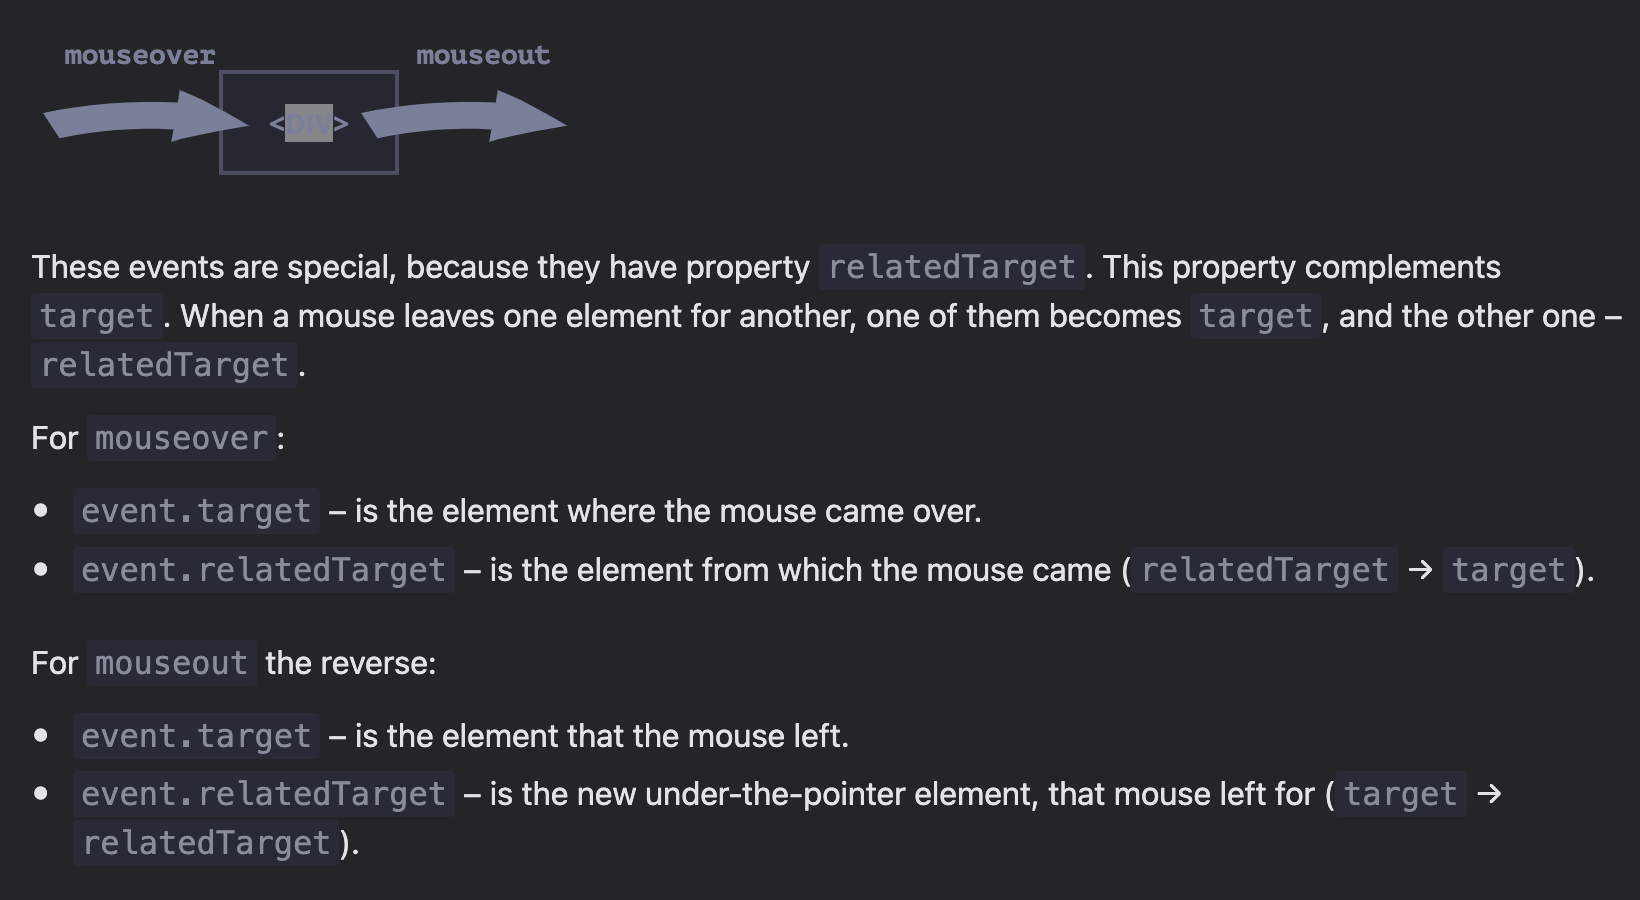 mouseover mouseout
<DIV>
These events are special, because they have property relatedTarget. This property complements
target. When a mouse leaves one element for another, one of them becomes target, and the other one –
relatedTarget.
For mouseover:
• event.target – is the element where the mouse came over.
• event.relatedTarget – is the element from which the mouse came (relatedTarget → target).
For mouseout the reverse:
• event.target – is the element that the mouse left.
• event.relatedTarget – is the new under-the-pointer element, that mouse left for (target →
relatedTarget).